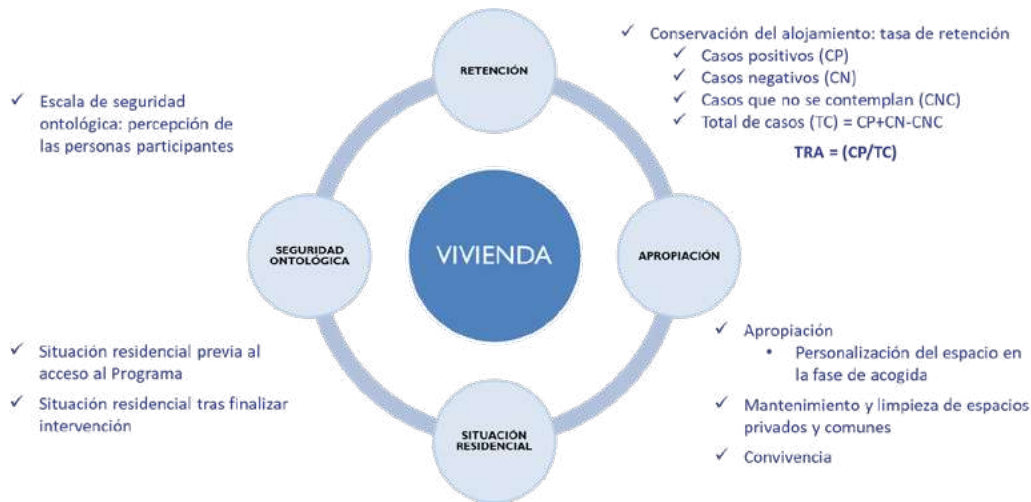 RETENCIÓN
✓ Conservación del alojamiento: tasa de retención
✓ Casos positivos (CP)
✓ Casos negativos (CN)
✓ Casos que no se contemplan (CNC)
✓ Total de casos (TC) = CP+CN-CNC
TRA = (CP/TC)
✓ Escala de seguridad
ontológica: percepción de
las personas participantes
SEGURIDAD
ONTOLÓGICA
VIVIENDA
APROPIACIÓN
✓ Situación residencial previa al
acceso al Programa
✓ Situación residencial tras finalizar
intervención
SITUACIÓN
RESIDENCIAL
✓ Apropiación
• Personalización del espacio en
la fase de acogida
✓ Mantenimiento y limpieza de espacios
privados y comunes
✓ Convivencia